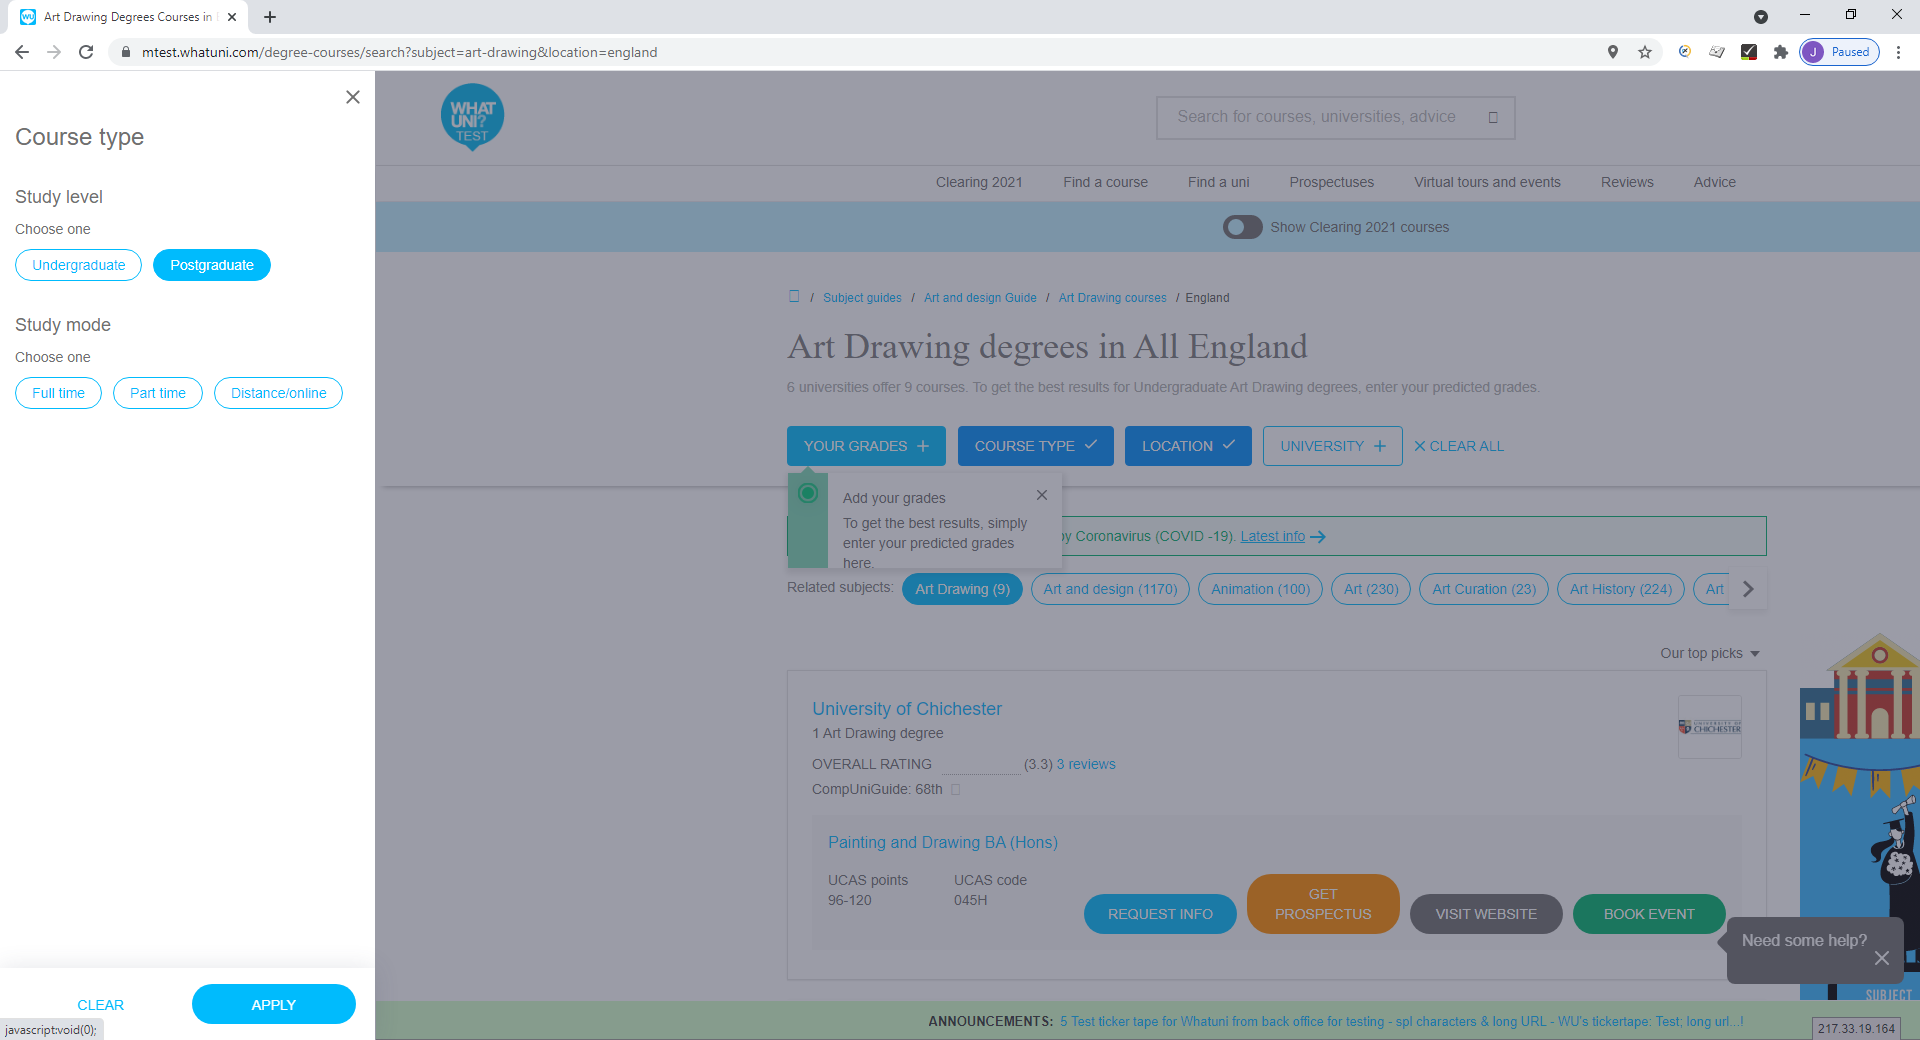 Art Drawing Degrees Courses in
mtest.whatuni.com/degree-courses/search?subject=art-drawing&location=england
J Paused
Course type
Study level
Choose one
Undergraduate Postgraduate
Study mode
Choose one
Full time Part time Distance/online
CLEAR APPLY
javascript:void(0);
WHAT
UNI?
TEST
Search for courses, universities, advice
Clearing 2021 Find a course Find a uni Prospectuses Virtual tours and events Reviews Advice
Show Clearing 2021 courses
/ Subject guides / Art and design Guide / Art Drawing courses / England
Art Drawing degrees in All England
6 universities offer 9 courses. To get the best results for Undergraduate Art Drawing degrees, enter your predicted grades.
YOUR GRADES COURSE TYPE LOCATION UNIVERSITY CLEAR ALL
Add your grades
To get the best results, simply
enter your predicted grades
here.
by Coronavirus (COVID -19). Latest info
Related subjects: Art Drawing (9) Art and design (1170) Animation (100) Art (230) Art Curation (23) Art History (224) Art
Our top picks
University of Chichester
1 Art Drawing degree
UNIVERSITY OF
CHICHESTER
OVERALL RATING (3.3) 3 reviews
CompUniGuide: 68th
Painting and Drawing BA (Hons)
UCAS points UCAS code
96-120 045H
REQUEST INFO GET PROSPECTUS VISIT WEBSITE BOOK EVENT
Need some help?
SUBJECT
ANNOUNCEMENTS: 5 Test ticker tape for Whatuni from back office for testing - spl characters & long URL - WU's tickertape: Test; long url...!
217.33.19.164